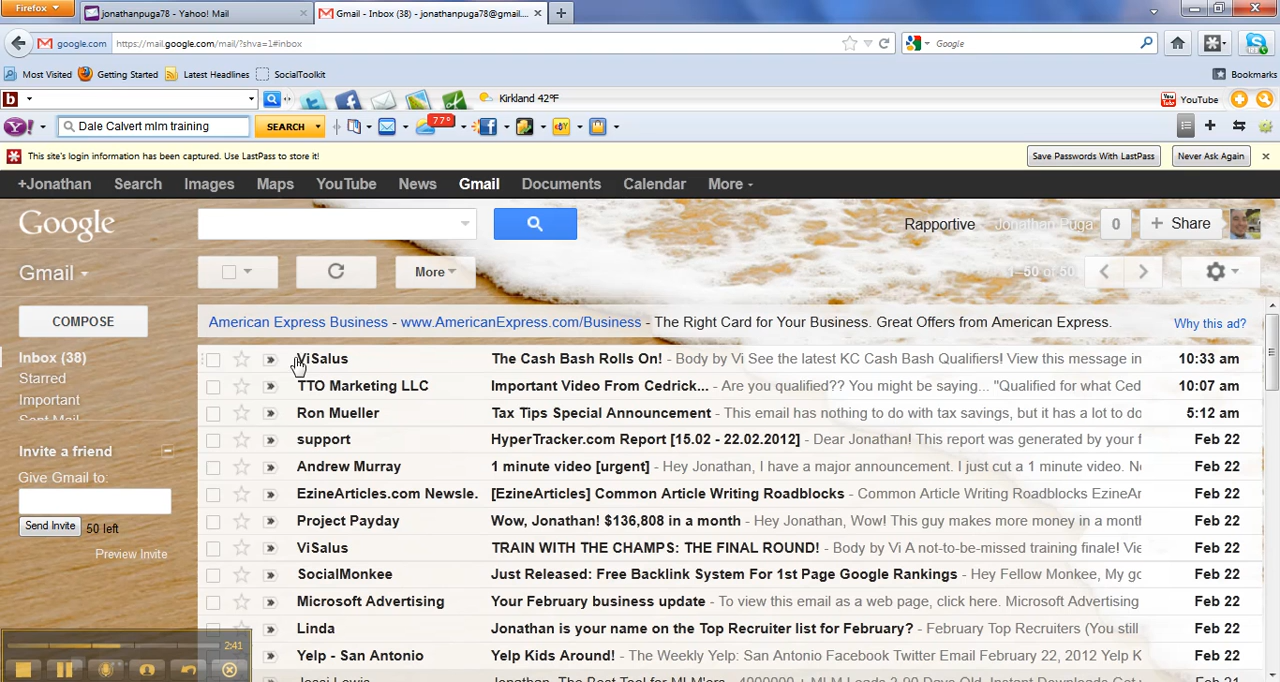 Firefox
jonathanpuga78 - Yahoo! Mail
Gmail - Inbox (38) - jonathanpuga78@gmail....
google.com
https://mail.google.com/mail/?shva=1#inbox
Google
Most Visited
Getting Started
Latest Headlines
SocialToolkit
Bookmarks
b
Kirkland 42°F
YouTube
Y!
Dale Calvert mlm training
SEARCH
77°
This site's login information has been captured. Use LastPass to store it!
Save Passwords With LastPass
Never Ask Again
+Jonathan Search Images Maps YouTube News Gmail Documents Calendar More
Google
Rapportive
Jonathan Puga
0
+ Share
Gmail
More
1–50 of 50
COMPOSE
American Express Business - www.AmericanExpress.com/Business - The Right Card for Your Business. Great Offers from American Express.
Why this ad?
Inbox (38)
Starred
Important
Sent Mail
Invite a friend
Give Gmail to:
Send Invite
50 left
Preview Invite
ViSalus The Cash Bash Rolls On! - Body by Vi See the latest KC Cash Bash Qualifiers! View this message in 10:33 am
TTO Marketing LLC Important Video From Cedrick... - Are you qualified?? You might be saying... "Qualified for what Ced 10:07 am
Ron Mueller Tax Tips Special Announcement - This email has nothing to do with tax savings, but it has a lot to do 5:12 am
support HyperTracker.com Report [15.02 - 22.02.2012] - Dear Jonathan! This report was generated by your f Feb 22
Andrew Murray 1 minute video [urgent] - Hey Jonathan, I have a major announcement. I just cut a 1 minute video. Feb 22
EzineArticles.com Newsle. [EzineArticles] Common Article Writing Roadblocks - Common Article Writing Roadblocks EzineAr Feb 22
Project Payday Wow, Jonathan! $136,808 in a month - Hey Jonathan, Wow! This guy makes more money in a mont Feb 22
ViSalus TRAIN WITH THE CHAMPS: THE FINAL ROUND! - Body by Vi A not-to-be-missed training finale! Vie Feb 22
SocialMonkee Just Released: Free Backlink System For 1st Page Google Rankings - Hey Fellow Monkee, My go Feb 22
Microsoft Advertising Your February business update - To view this email as a web page, click here. Microsoft Advertising Feb 22
Linda Jonathan is your name on the Top Recruiter list for February? - February Top Recruiters (You still Feb 22
Yelp - San Antonio Yelp Kids Around! - The Weekly Yelp: San Antonio Facebook Twitter Email February 22, 2012 Yelp K Feb 22
2:41